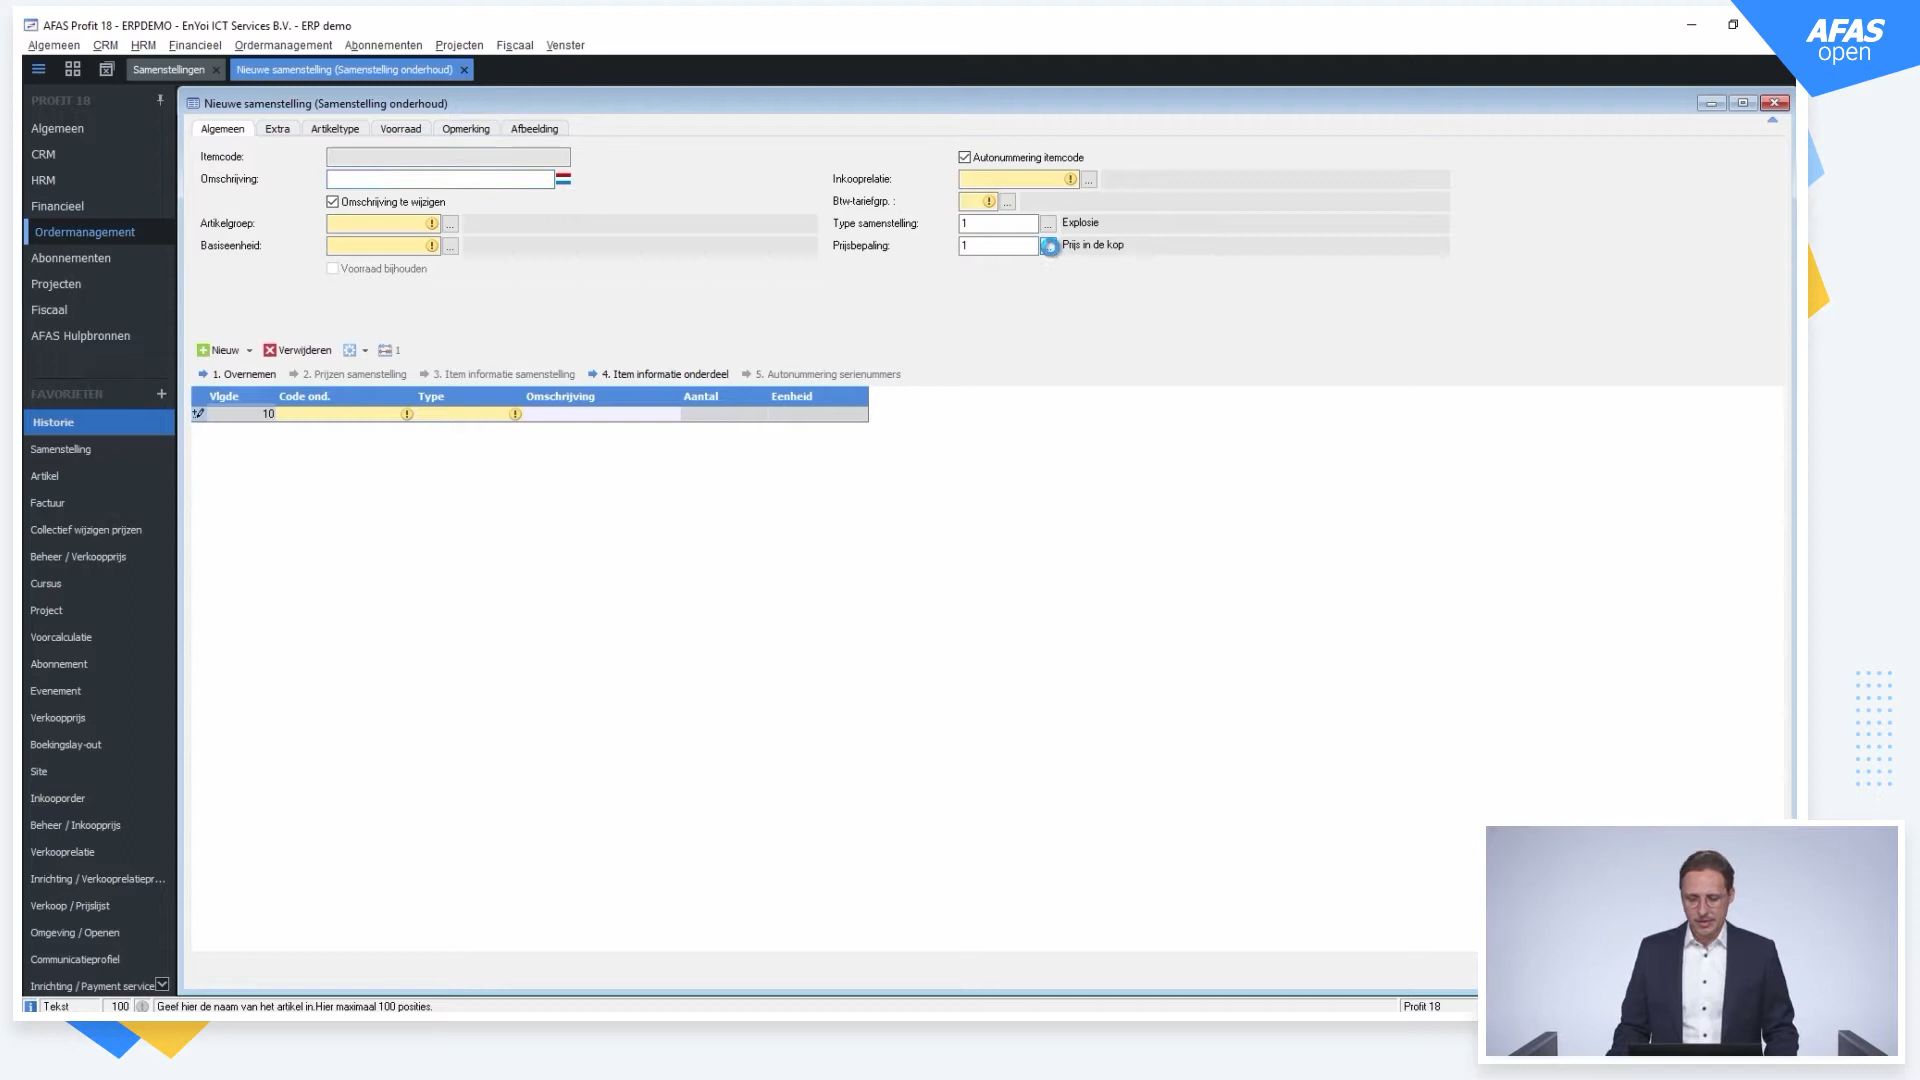 AFAS Profit 18 - ERPDEMO - EnYoi ICT Services B.V. - ERP demo
AFAS
open
Algemeen CRM HRM Financieel Ordermanagement Abonnementen Projecten Fiscaal Venster
Samenstellingen
Nieuwe samenstelling (Samenstelling onderhoud)
PROFIT 18
Algemeen
CRM
HRM
Financieel
Ordermanagement
Abonnementen
Projecten
Fiscaal
AFAS Hulpbronnen
FAVORIETEN
Historie
Samenstelling
Artikel
Factuur
Collectief wijzigen prijzen
Beheer / Verkoopprijs
Cursus
Project
Voorcalculatie
Abonnement
Evenement
Verkoopprijs
Boekingslay-out
Site
Inkooporder
Beheer / Inkoopprijs
Verkooprelatie
Inrichting / Verkooprelatiepr...
Verkoop / Prijslijst
Omgeving / Openen
Communicatieprofiel
Inrichting / Payment service
Nieuwe samenstelling (Samenstelling onderhoud)
Algemeen Extra Artikeltype Voorraad Opmerking Afbeelding
Itemcode:
Autonummering itemcode
Omschrijving:
Inkooprelatie:
...
Omschrijving te wijzigen
Btw-tariefgrp. :
...
Artikelgroep:
...
Type samenstelling: 1 ... Explosie
Basiseenheid:
...
Prijsbepaling: 1 Prijs in de kop
Voorraad bijhouden
Nieuw Verwijderen 1
1. Overnemen 2. Prijzen samenstelling 3. Item informatie samenstelling 4. Item informatie onderdeel 5. Autonummering serienummers
Vlgde Code ond. Type Omschrijving Aantal Eenheid
10
Tekst 100 Geef hier de naam van het artikel in.Hier maximaal 100 posities.
Profit 18